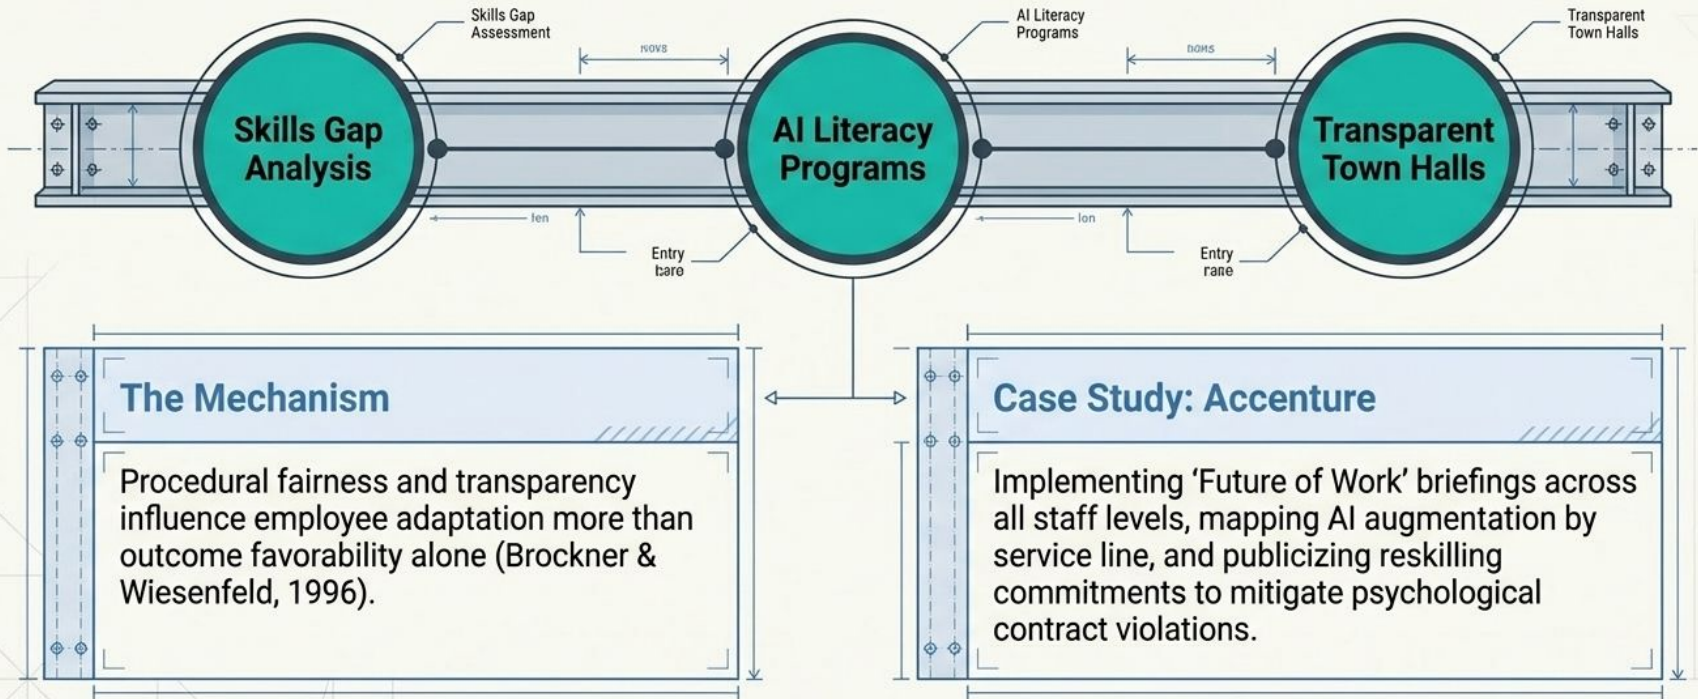 Skills Gap
Assessment
AI Literacy
Programs
Transparent
Town Halls
Skills Gap
Analysis
AI Literacy
Programs
Transparent
Town Halls
fen
lon
Entry
Entry
The Mechanism
Procedural fairness and transparency
influence employee adaptation more than
outcome favorability alone (Brockner &
Wiesenfeld, 1996).
Case Study: Accenture
Implementing ‘Future of Work’ briefings across
all staff levels, mapping AI augmentation by
service line, and publicizing reskilling
commitments to mitigate psychological
contract violations.